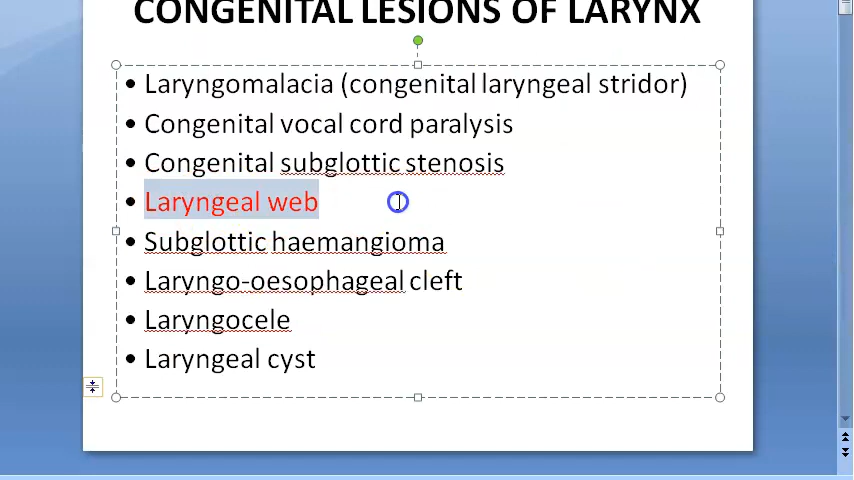 CONGENITAL LESIONS OF LARYNX
• Laryngomalacia (congenital laryngeal stridor)
• Congenital vocal cord paralysis
• Congenital subglottic stenosis
• Laryngeal web
• Subglottic haemangioma
• Laryngo-oesophageal cleft
• Laryngocele
• Laryngeal cyst